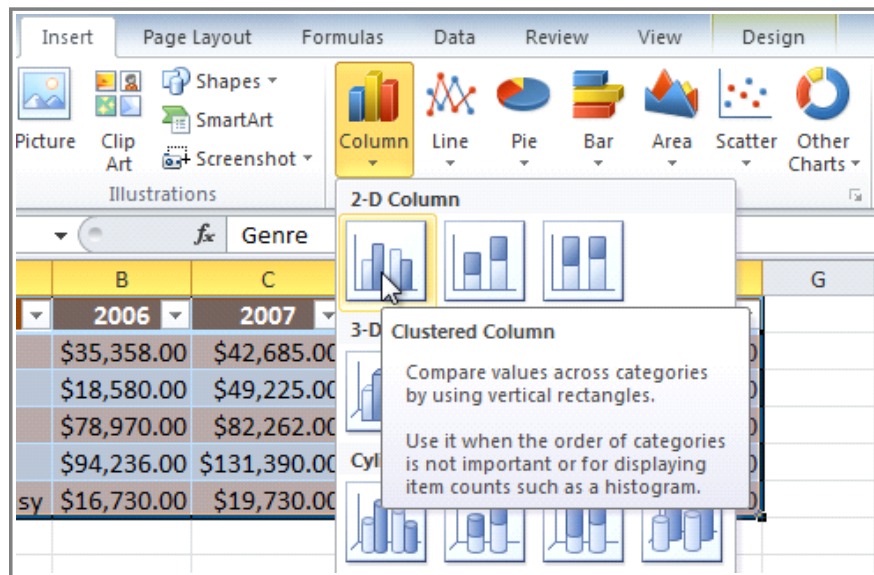 Insert Page Layout Formulas Data Review View Design
Shapes
SmartArt
Screenshot
Picture Clip Art
Column Line Pie Bar Area Scatter Other Charts
Illustrations
2-D Column
fx Genre
B C G
2006 2007
3-D
Clustered Column
$35,358.00 $42,685.00
Compare values across categories
by using vertical rectangles.
$18,580.00 $49,225.00
$78,970.00 $82,262.00
Use it when the order of categories
is not important or for displaying
item counts such as a histogram.
$94,236.00 $131,390.00
Cyli
sy $16,730.00 $19,730.00